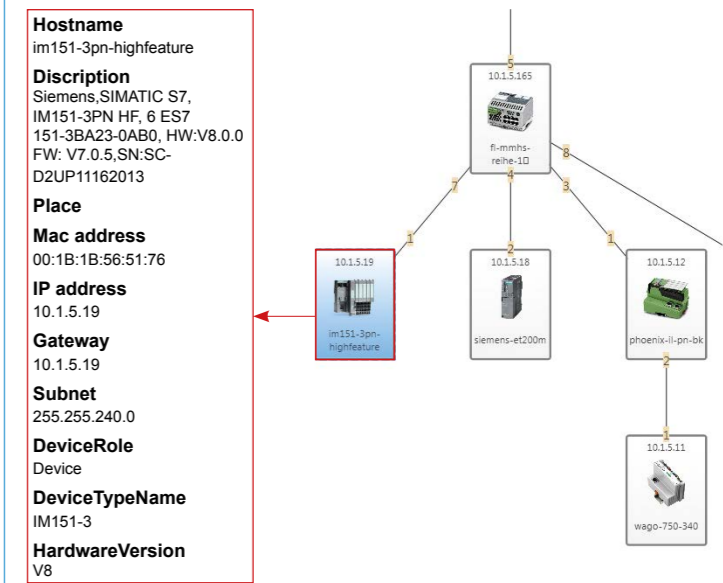 Hostname
im151-3pn-highfeature
Discription
Siemens,SIMATIC S7,
IM151-3PN HF, 6 ES7
151-3BA23-0AB0, HW:V8.0.0
FW: V7.0.5,SN:SC-
D2UP11162013
Place
Mac address
00:1B:1B:56:51:76
IP address
10.1.5.19
Gateway
10.1.5.19
Subnet
255.255.240.0
DeviceRole
Device
DeviceTypeName
IM151-3
HardwareVersion
V8
5
10.1.5.165
fl-mmhs-
reihe-1□
7
4
3
8
1
10.1.5.19
im151-3pn-
highfeature
2
10.1.5.18
siemens-et200m
1
10.1.5.12
phoenix-il-pn-bk
2
1
10.1.5.11
wago-750-340